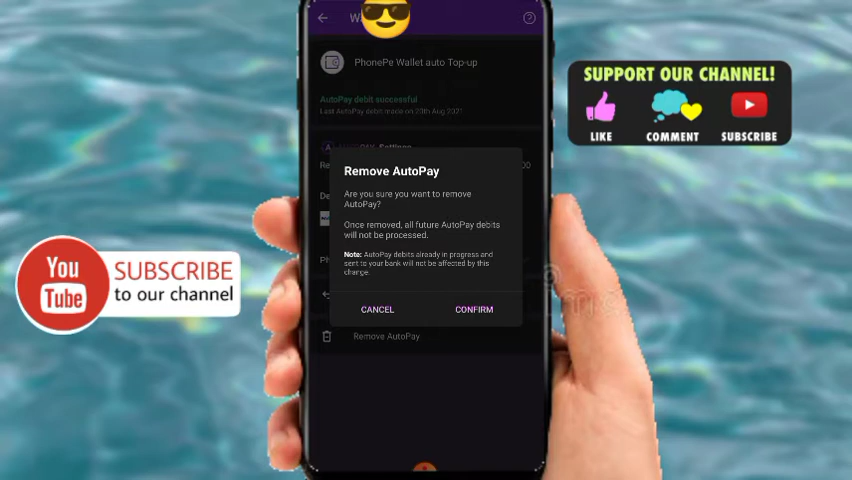 PhonePe Wallet auto Top-up
AutoPay debit successful
Last AutoPay debit made on 20th Aug 2021
Settings
Remove AutoPay
Are you sure you want to remove
AutoPay?
Once removed, all future AutoPay debits
will not be processed.
Note: AutoPay debits already in progress and
sent to your bank will not be affected by this
charge.
CANCEL
CONFIRM
Remove AutoPay
SUPPORT OUR CHANNEL!
LIKE
COMMENT
SUBSCRIBE
You
Tube
SUBSCRIBE
to our channel